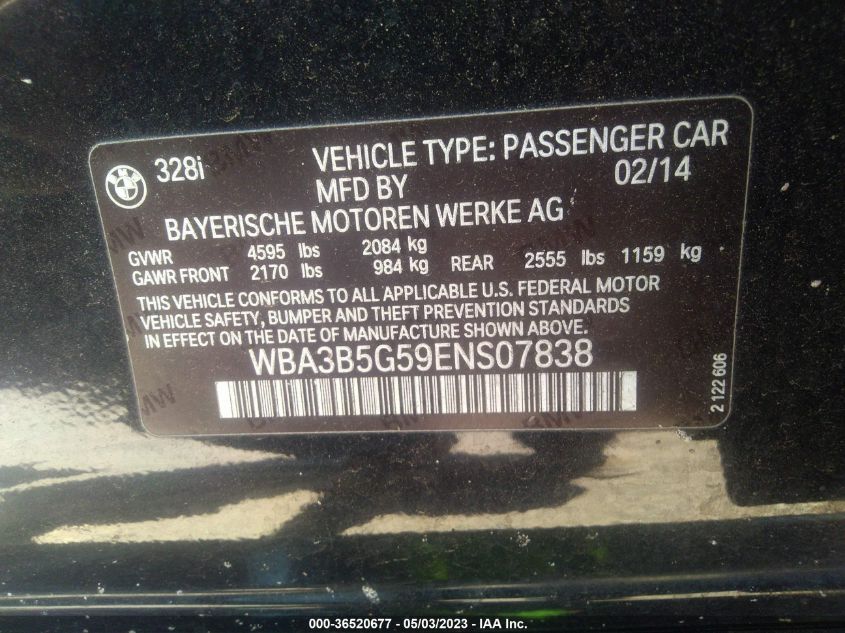 BMW
328i VEHICLE TYPE: PASSENGER CAR
MFD BY 02/14
BAYERISCHE MOTOREN WERKE AG
GVWR 4595 lbs 2084 kg
GAWR FRONT 2170 lbs 984 kg REAR 2555 lbs 1159 kg
THIS VEHICLE CONFORMS TO ALL APPLICABLE U.S. FEDERAL MOTOR
VEHICLE SAFETY, BUMPER AND THEFT PREVENTION STANDARDS
IN EFFECT ON THE DATE OF MANUFACTURE SHOWN ABOVE.
WBA3B5G59ENS07838
2 122 606
000-36520677 - 05/03/2023 - IAA, Inc.